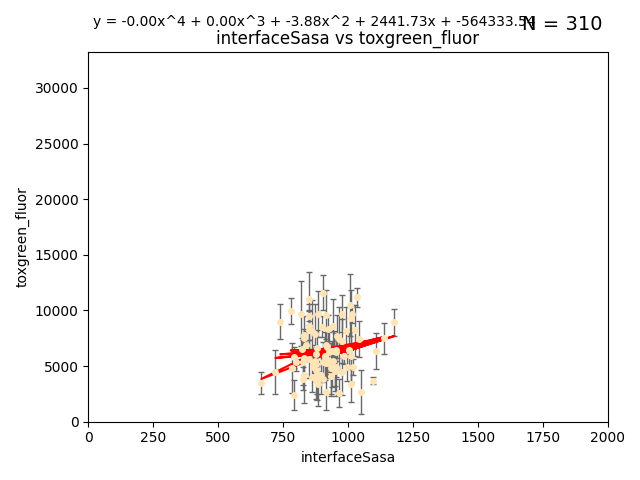 y = -0.00x^4 + 0.00x^3 + -3.88x^2 + 2441.73x + -564333.54
N = 310
interfaceSasa vs toxgreen_fluor
30000
25000
20000
15000
10000
5000
0
toxgreen_fluor
0 250 500 750 1000 1250 1500 1750 2000
interfaceSasa